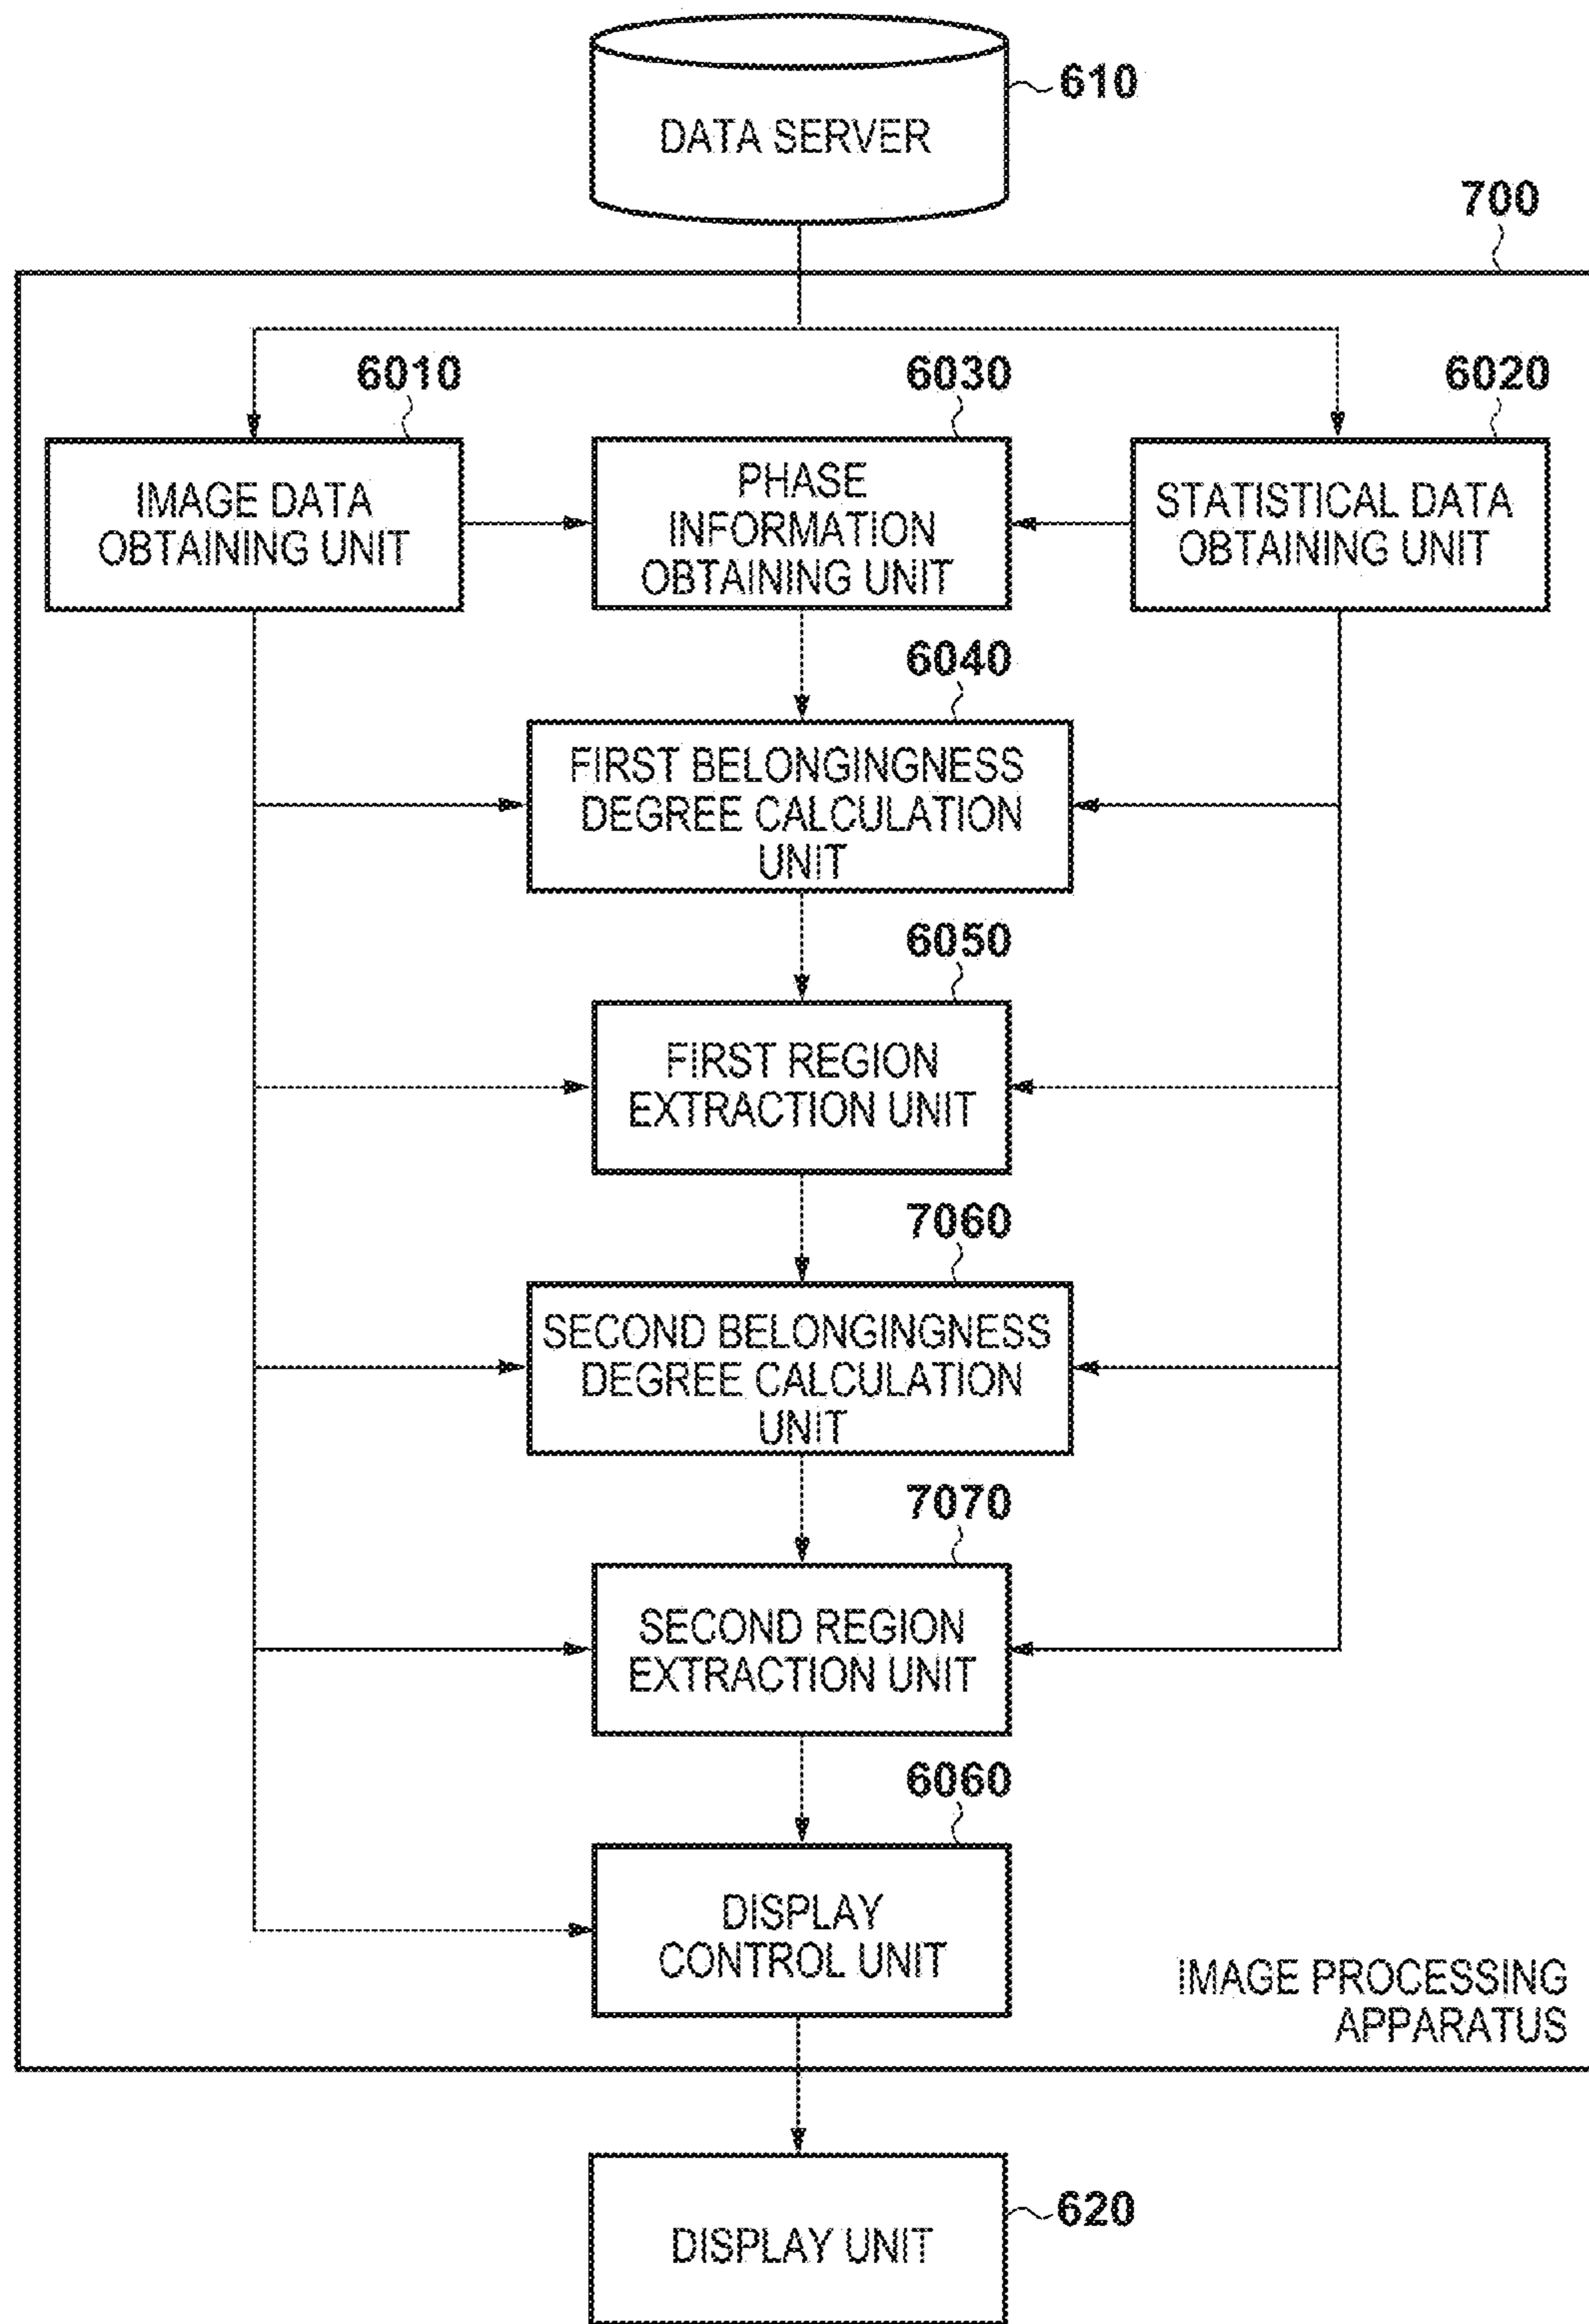 610
DATA SERVER
700
6010
6030
6020
IMAGE DATA
OBTAINING UNIT
PHASE
INFORMATION
OBTAINING UNIT
STATISTICAL DATA
OBTAINING UNIT
6040
FIRST BELONGINGNESS
DEGREE CALCULATION
UNIT
6050
FIRST REGION
EXTRACTION UNIT
7060
SECOND BELONGINGNESS
DEGREE CALCULATION
UNIT
7070
SECOND REGION
EXTRACTION UNIT
6060
DISPLAY
CONTROL UNIT
IMAGE PROCESSING
APPARATUS
620
DISPLAY UNIT